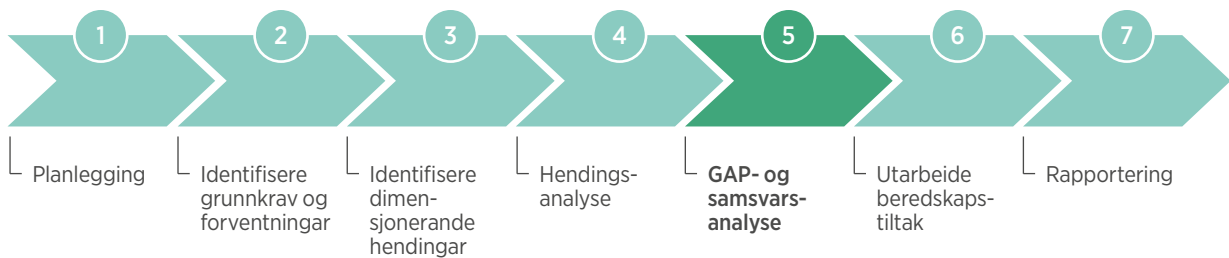 1
2
3
4
5
6
7
Planlegging
Identifisere
grunnkrav og
forventningar
Identifisere
dimen-
sjonerande
hendingar
Hendings-
analyse
GAP- og
samsvars-
analyse
Utarbeide
beredskaps-
tiltak
Rapportering